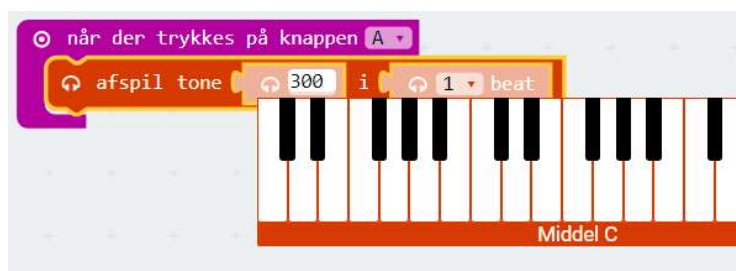 når der trykkes på knappen A
afspil tone 300 i 1 beat
Middel C